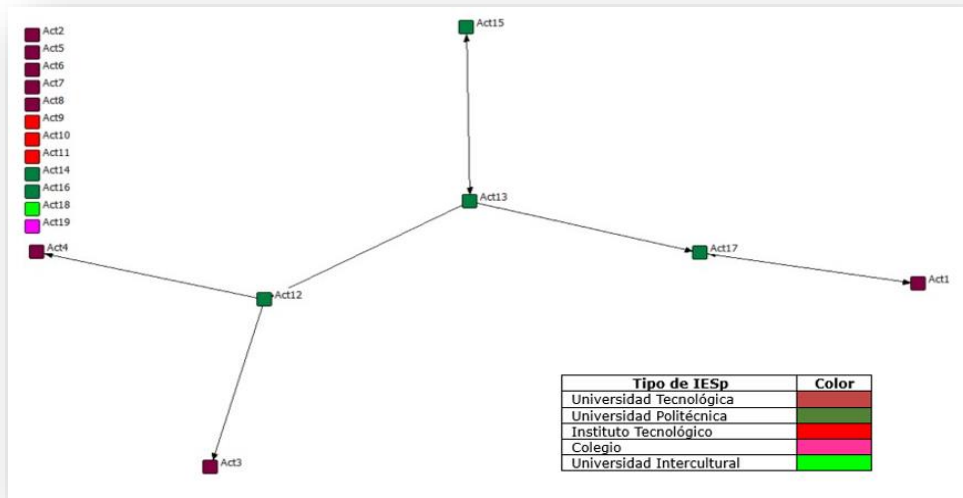 Act2
Act5
Act6
Act7
Act8
Act9
Act10
Act11
Act14
Act16
Act18
Act19
Act4
Act15
Act13
Act17
Act1
Act12
Act3
Tipo de IESp Color
Universidad Tecnológica
Universidad Politécnica
Instituto Tecnológico
Colegio
Universidad Intercultural